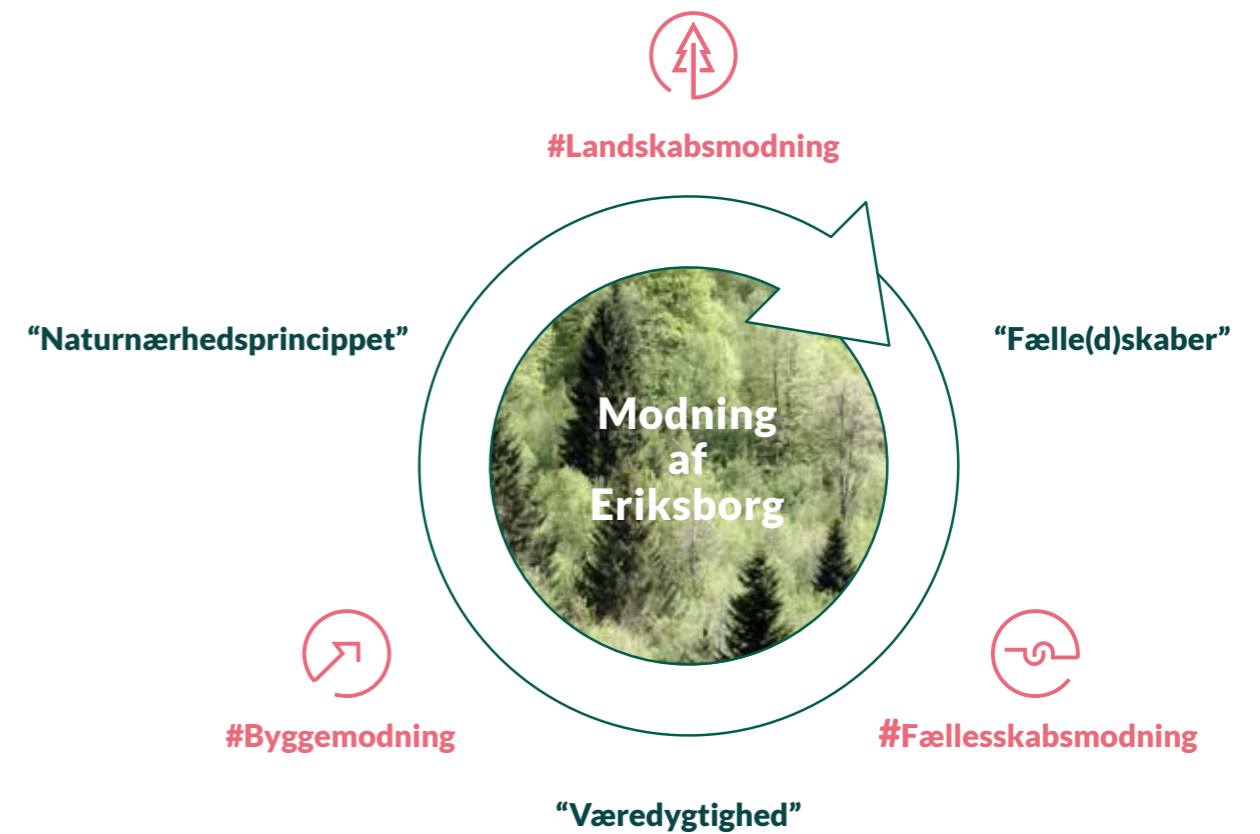 #Landskabsmodning
“Naturnærhedsprincippet”
“Fælle(d)skaber”
Modning
af
Eriksborg
#Byggemodning
#Fællesskabsmodning
“Væredygtighed”